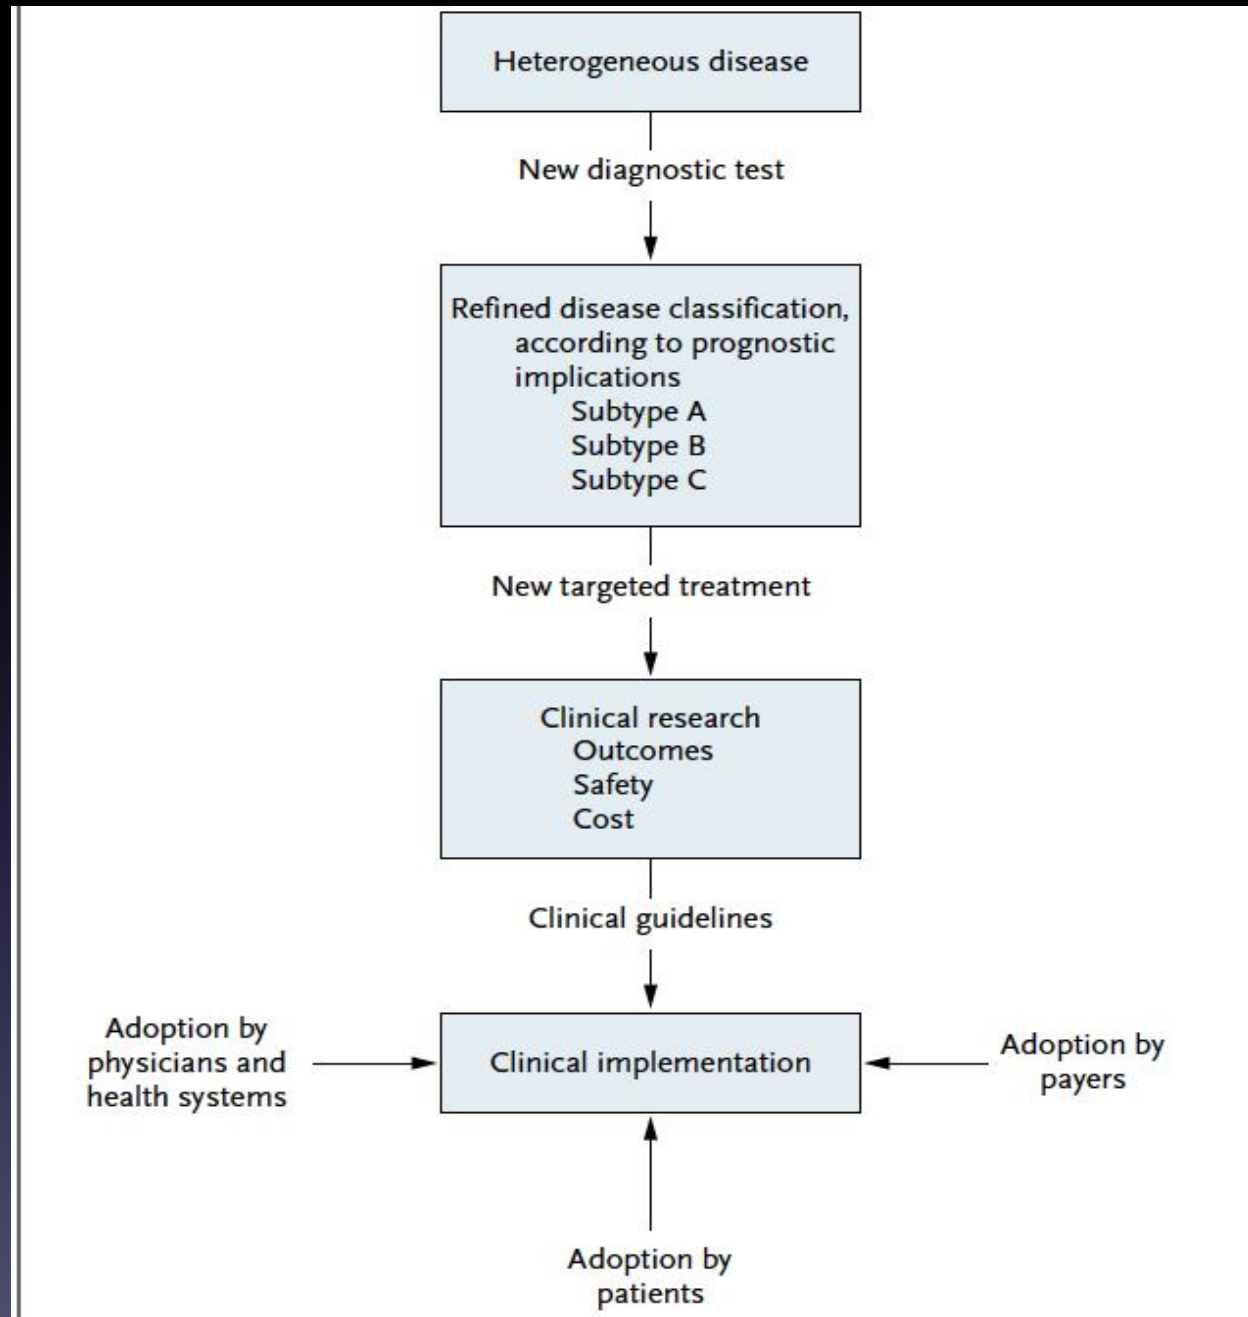 Heterogeneous disease
New diagnostic test
Refined disease classification,
according to prognostic
implications
Subtype A
Subtype B
Subtype C
New targeted treatment
Clinical research
Outcomes
Safety
Cost
Clinical guidelines
Adoption by
physicians and
health systems
Clinical implementation
Adoption by
payers
Adoption by
patients